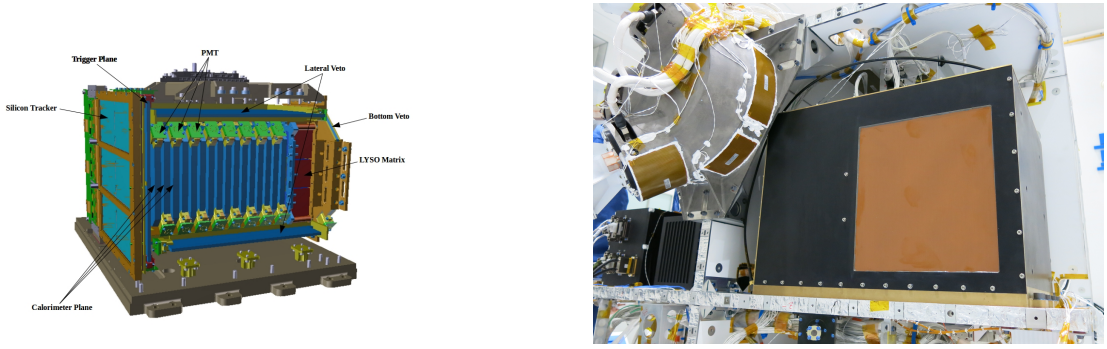 PMT
Trigger Plane
Lateral Veto
Silicon Tracker
Bottom Veto
LYSO Matrix
Calorimeter Plane